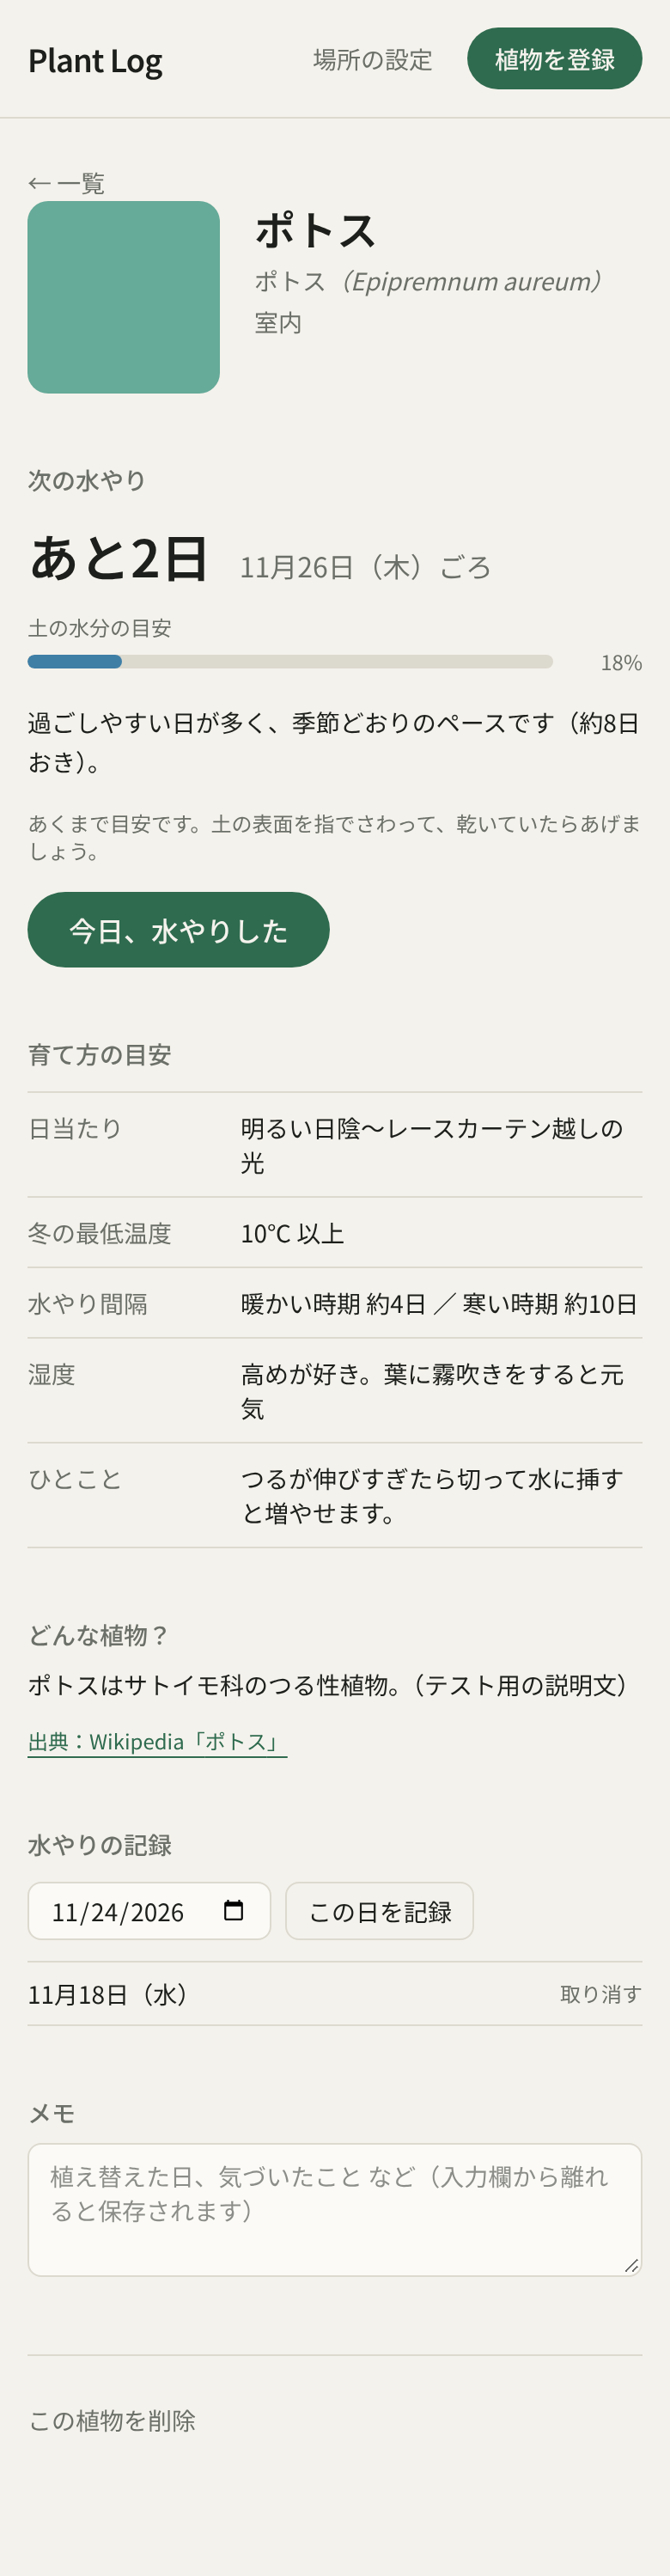 Plant Log
場所の設定
植物を登録
← 一覧
ポトス
ポトス（Epipremnum aureum）
室内
次の水やり
あと2日 11月26日（木）ごろ
土の水分の目安
18%
過ごしやすい日が多く、季節どおりのペースです（約8日
おき）。
あくまで目安です。土の表面を指でさわって、乾いていたらあげま
しょう。
今日、水やりした
育て方の目安
日当たり
明るい日陰〜レースカーテン越しの
光
冬の最低温度
10℃ 以上
水やり間隔
暖かい時期 約4日 ／ 寒い時期 約10日
湿度
高めが好き。葉に霧吹きをすると元
気
ひとこと
つるが伸びすぎたら切って水に挿す
と増やせます。
どんな植物？
ポトスはサトイモ科のつる性植物。（テスト用の説明文）
出典：Wikipedia「ポトス」
水やりの記録
11/24/2026
この日を記録
11月18日（水）
取り消す
メモ
植え替えた日、気づいたこと など（入力欄から離れ
ると保存されます）
この植物を削除